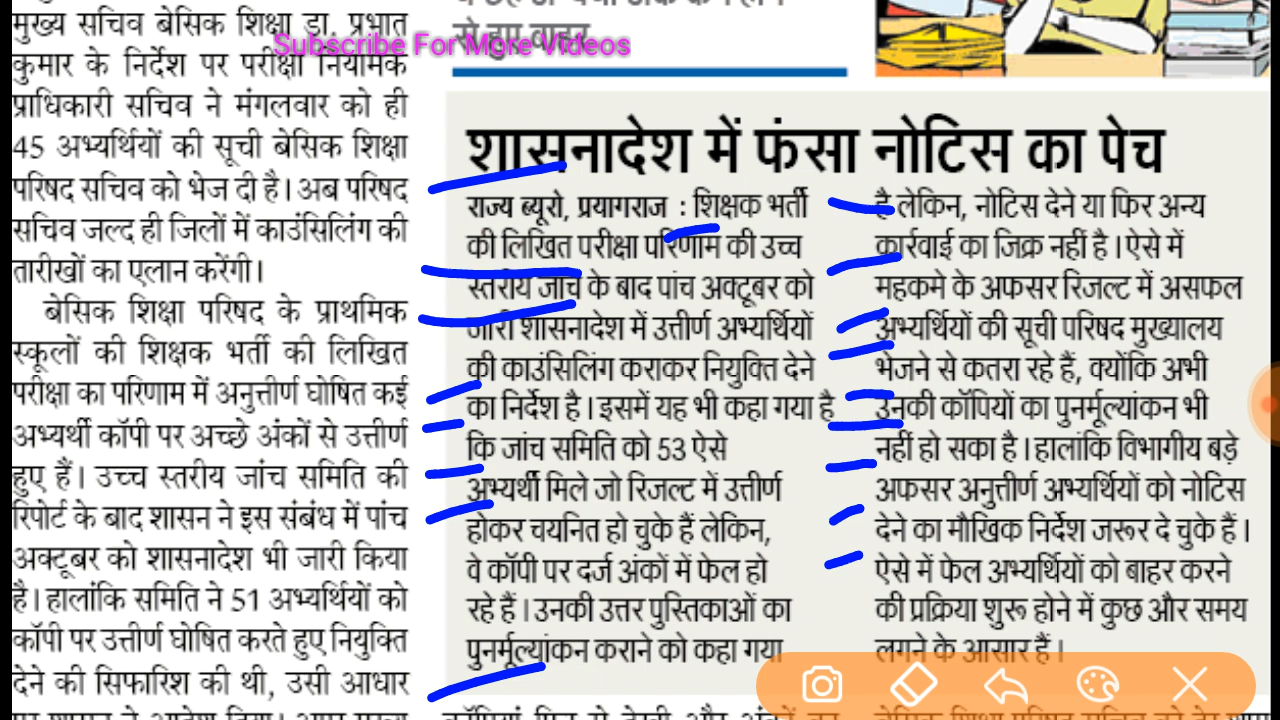 मुख्य सचिव बेसिक शिक्षा डा. प्रभात
कुमार के निर्देश पर परीक्षा नियामक
प्राधिकारी सचिव ने मंगलवार को ही
45 अभ्यर्थियों की सूची बेसिक शिक्षा
परिषद सचिव को भेज दी है। अब परिषद
सचिव जल्द ही जिलों में काउंसिलिंग की
तारीखों का एलान करेंगी।
बेसिक शिक्षा परिषद के प्राथमिक
स्कूलों की शिक्षक भर्ती की लिखित
परीक्षा का परिणाम में अनुत्तीर्ण घोषित कई
अभ्यर्थी कॉपी पर अच्छे अंकों से उत्तीर्ण
हुए हैं। उच्च स्तरीय जांच समिति की
रिपोर्ट के बाद शासन ने इस संबंध में पांच
अक्टूबर को शासनादेश भी जारी किया
है। हालांकि समिति ने 51 अभ्यर्थियों को
कॉपी पर उत्तीर्ण घोषित करते हुए नियुक्ति
देने की सिफारिश की थी, उसी आधार
से हुए बाहर
Subscribe For More Videos
शासनादेश में फंसा नोटिस का पेच
राज्य ब्यूरो, प्रयागराज : शिक्षक भर्ती
की लिखित परीक्षा परिणाम की उच्च
स्तरीय जांच के बाद पांच अक्टूबर को
जारी शासनादेश में उत्तीर्ण अभ्यर्थियों
की काउंसिलिंग कराकर नियुक्ति देने
का निर्देश है। इसमें यह भी कहा गया है
कि जांच समिति को 53 ऐसे
अभ्यर्थी मिले जो रिजल्ट में उत्तीर्ण
होकर चयनित हो चुके हैं लेकिन,
वे कॉपी पर दर्ज अंकों में फेल हो
रहे हैं। उनकी उत्तर पुस्तिकाओं का
पुनर्मूल्यांकन कराने को कहा गया
है लेकिन, नोटिस देने या फिर अन्य
कार्रवाई का जिक्र नहीं है। ऐसे में
महकमे के अफसर रिजल्ट में असफल
अभ्यर्थियों की सूची परिषद मुख्यालय
भेजने से कतरा रहे हैं, क्योंकि अभी
उनकी कॉपियों का पुनर्मूल्यांकन भी
नहीं हो सका है। हालांकि विभागीय बड़े
अफसर अनुत्तीर्ण अभ्यर्थियों को नोटिस
देने का मौखिक निर्देश जरूर दे चुके हैं।
ऐसे में फेल अभ्यर्थियों को बाहर करने
की प्रक्रिया शुरू होने में कुछ और समय
लगने के आसार हैं।